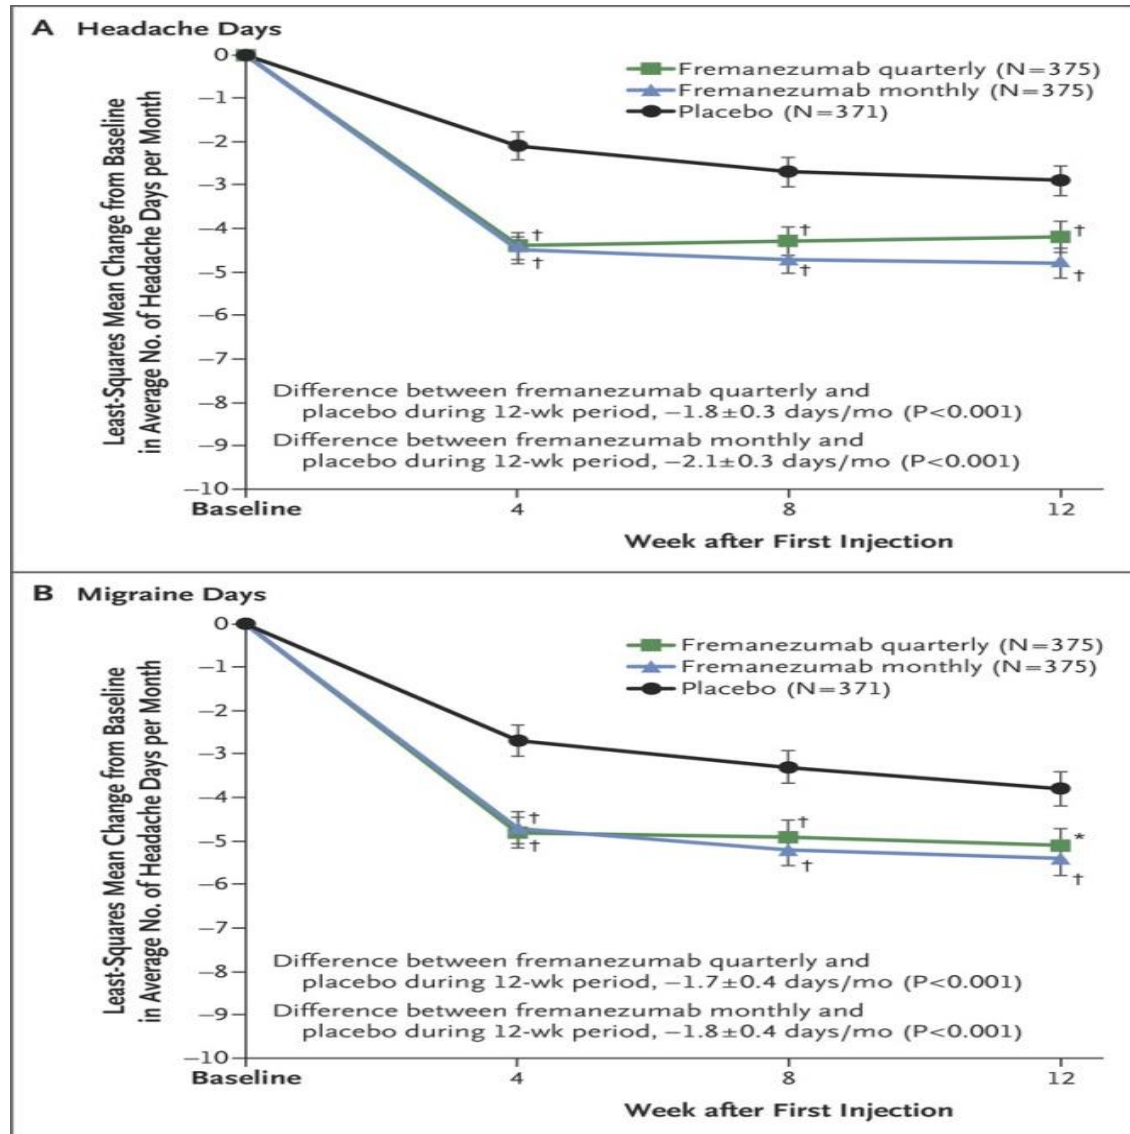 A Headache Days
Least-Squares Mean Change from Baseline
in Average No. of Headache Days per Month
0
−1
−2
−3
−4
−5
−6
−7
−8
−9
−10
Fremanezumab quarterly (N=375)
Fremanezumab monthly (N=375)
Placebo (N=371)
†
†
†
†
†
†
Difference between fremanezumab quarterly and
placebo during 12-wk period, −1.8±0.3 days/mo (P<0.001)
Difference between fremanezumab monthly and
placebo during 12-wk period, −2.1±0.3 days/mo (P<0.001)
Baseline 4 8 12
Week after First Injection
B Migraine Days
Least-Squares Mean Change from Baseline
in Average No. of Headache Days per Month
0
−1
−2
−3
−4
−5
−6
−7
−8
−9
−10
Fremanezumab quarterly (N=375)
Fremanezumab monthly (N=375)
Placebo (N=371)
†
†
†
†
*
†
Difference between fremanezumab quarterly and
placebo during 12-wk period, −1.7±0.4 days/mo (P<0.001)
Difference between fremanezumab monthly and
placebo during 12-wk period, −1.8±0.4 days/mo (P<0.001)
Baseline 4 8 12
Week after First Injection